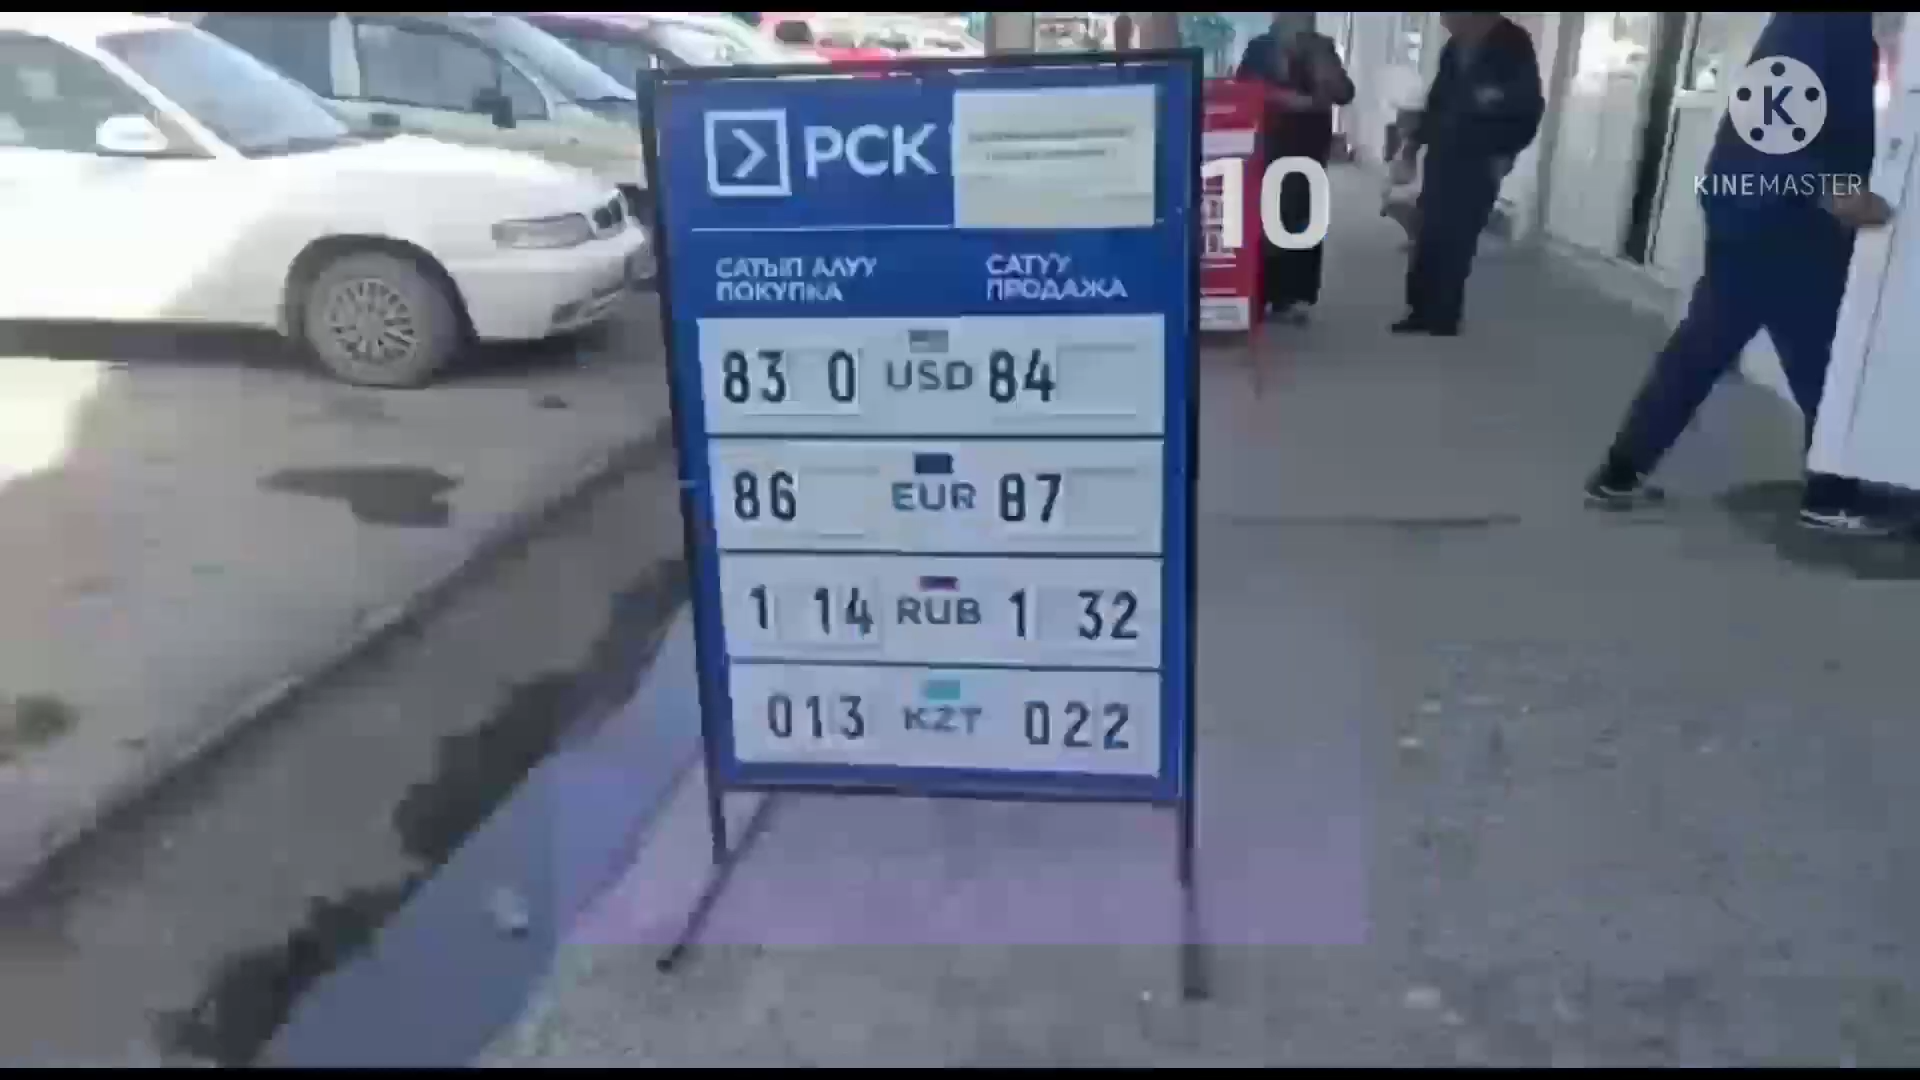 РСК
10
KINEMASTER
САТЫП АЛУУ
ПОКУПКА
САТУУ
ПРОДАЖА
83 0 USD 84
86 EUR 87
1 14 RUB 1 32
013 KZT 022